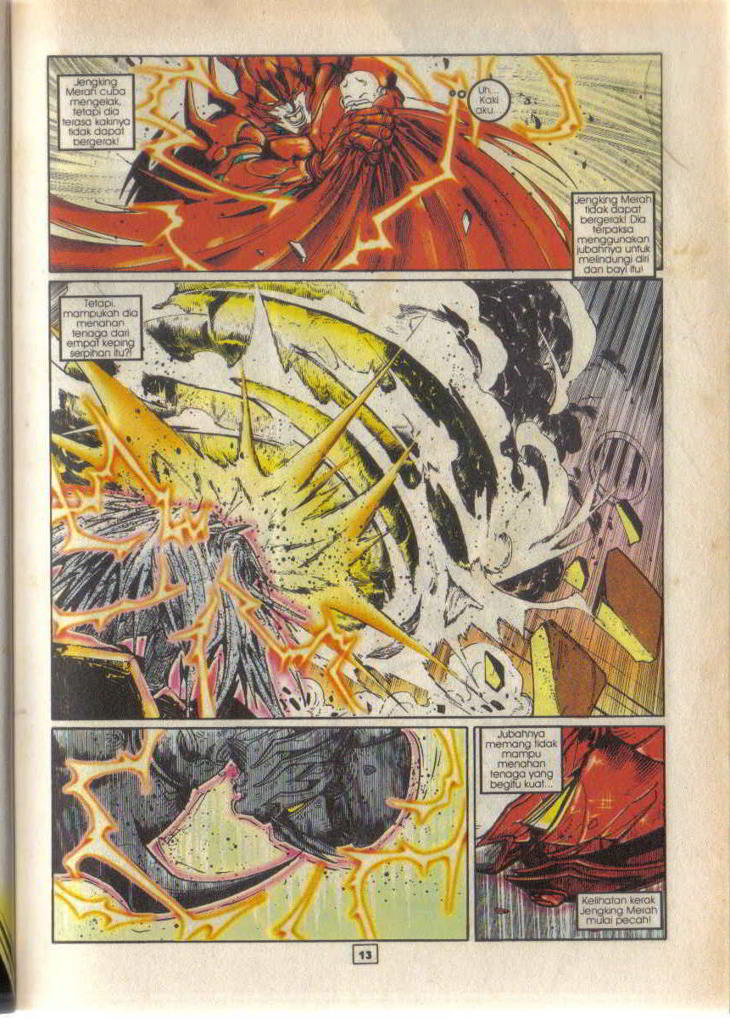 Jengking
Merah cuba
mengelak,
tetapi dia
terasa kakinya
tidak dapat
bergerak!
Uh...
Kaki
aku...
Jengking Merah
tidak dapat
bergerak! Dia
terpaksa
menggunakan
jubahnya untuk
melindungi diri
dan bayi itu!
Tetapi,
mampukah dia
menahan
tenaga dari
empat keping
serpihan itu?!
Jubahnya
memang tidak
mampu
menahan
tenaga yang
begitu kuat...
Kelihatan kerak
Jengking Merah
mulai pecah!
13